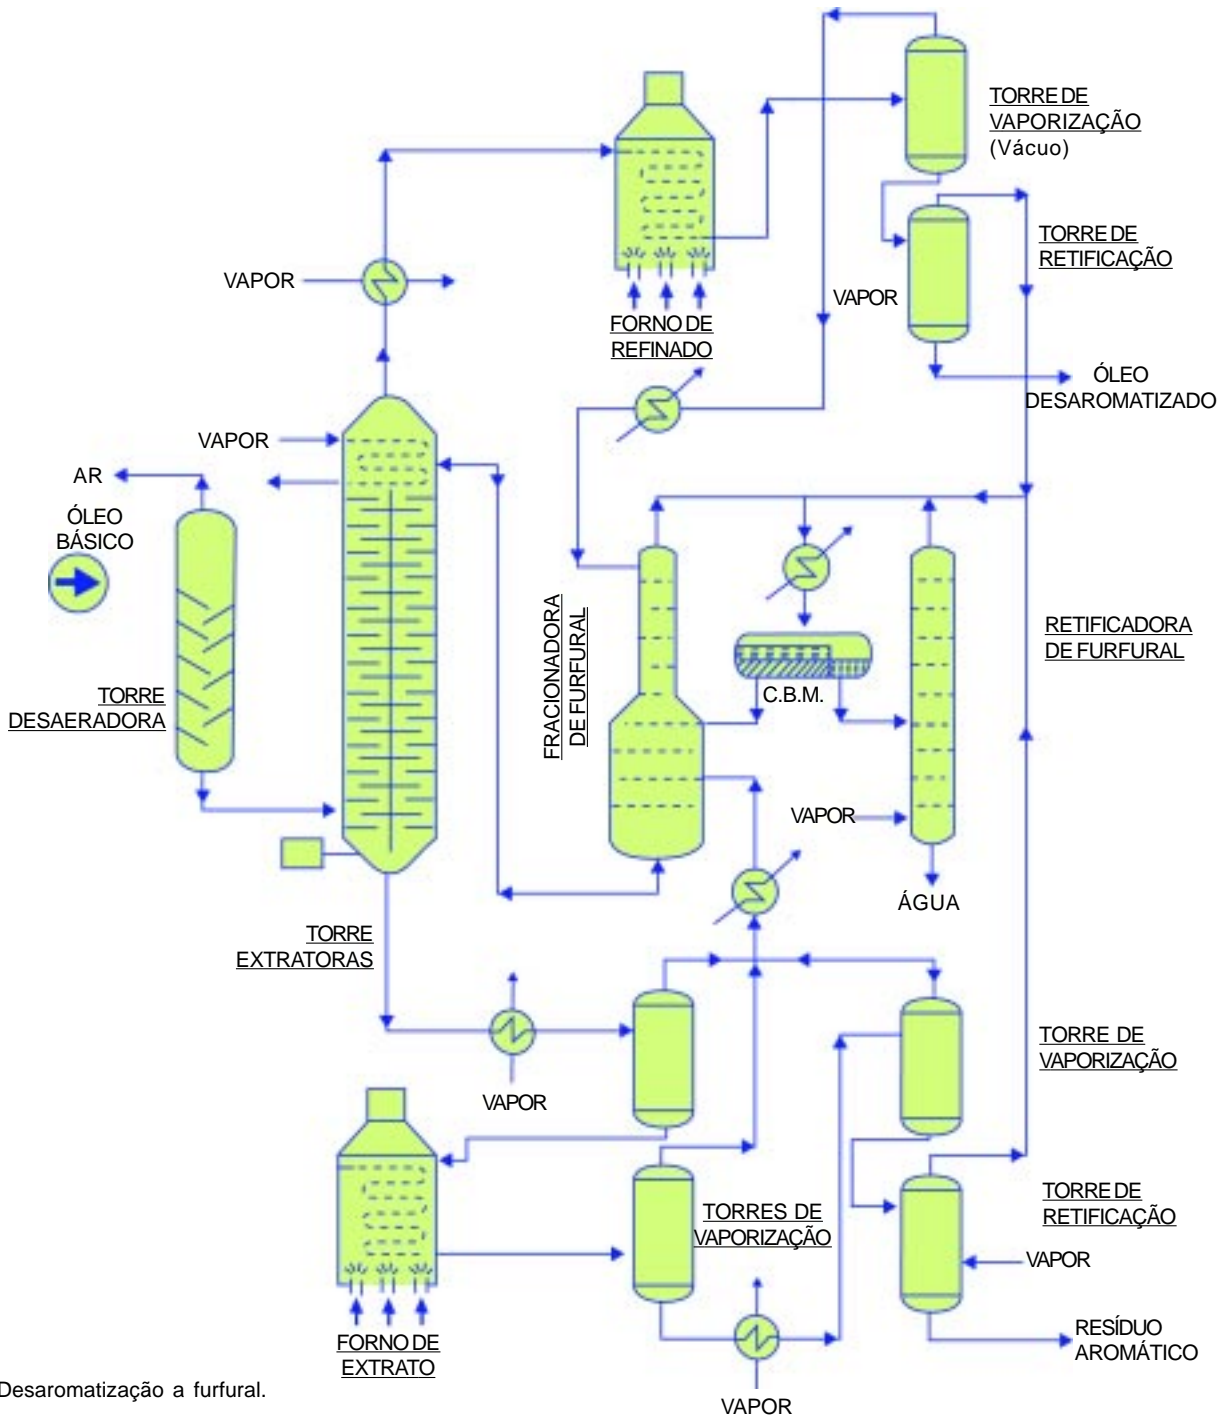 TORRE DE
VAPORIZAÇÃO
(Vácuo)
TORRE DE
RETIFICAÇÃO
VAPOR
VAPOR
FORNO DE
REFINADO
ÓLEO
DESAROMATIZADO
VAPOR
AR
ÓLEO
BÁSICO
TORRE
DESAERADORA
FRACIONADORA
DE FURFURAL
C.B.M.
RETIFICADORA
DE FURFURAL
VAPOR
ÁGUA
TORRE
EXTRATORAS
VAPOR
TORRE DE
VAPORIZAÇÃO
TORRES DE
VAPORIZAÇÃO
TORRE DE
RETIFICAÇÃO
VAPOR
FORNO DE
EXTRATO
RESÍDUO
AROMÁTICO
VAPOR
Desaromatização a furfural.